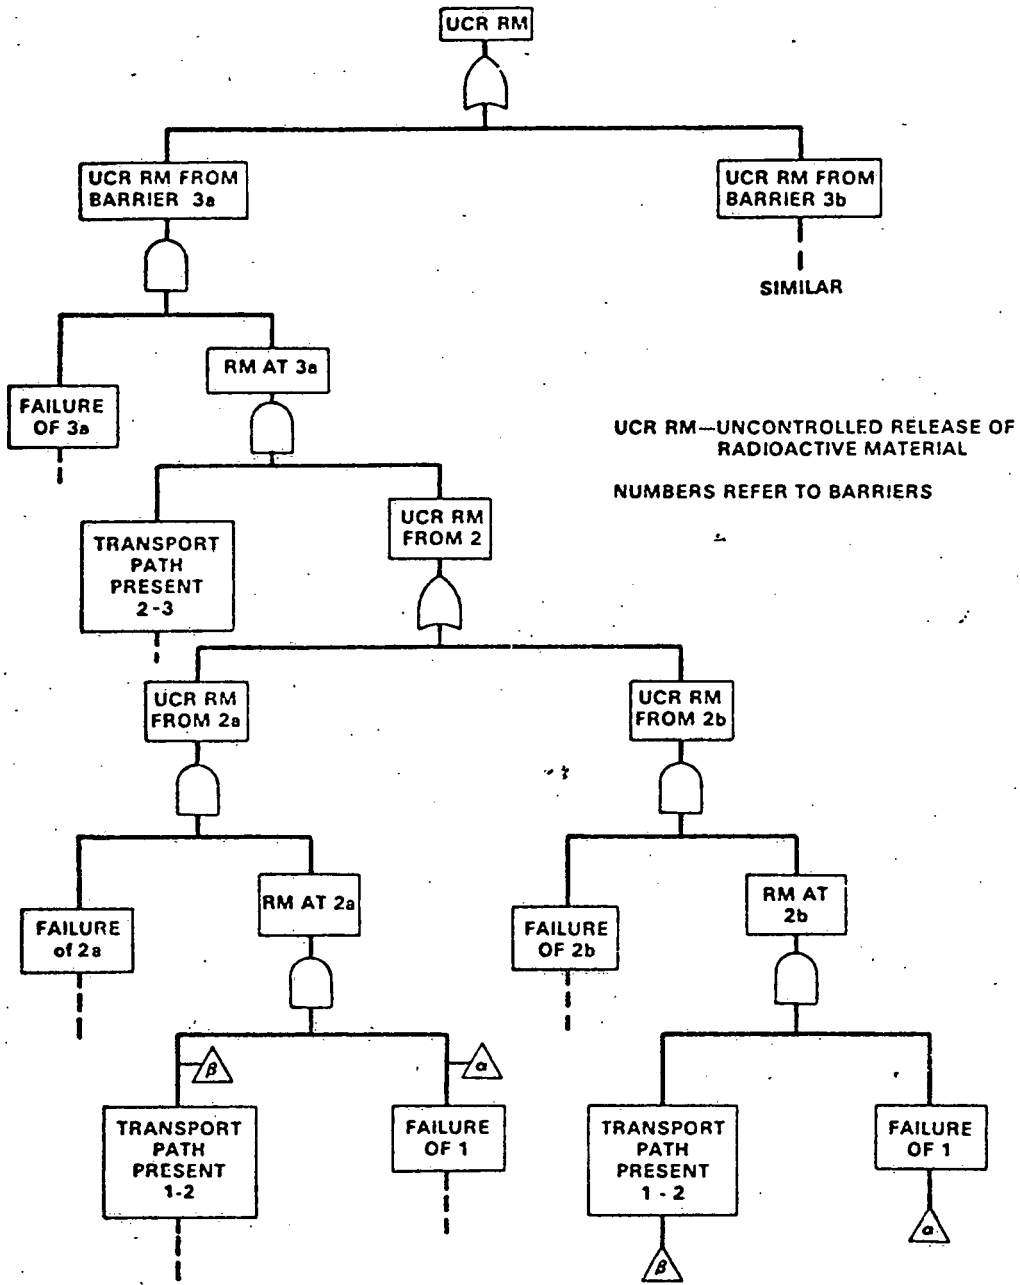 UCR RM
UCR RM FROM
BARRIER 3a
UCR RM FROM
BARRIER 3b
SIMILAR
RM AT 3a
FAILURE
OF 3a
UCR RM—UNCONTROLLED RELEASE OF
RADIOACTIVE MATERIAL
NUMBERS REFER TO BARRIERS
UCR RM
FROM 2
TRANSPORT
PATH
PRESENT
2-3
UCR RM
FROM 2a
UCR RM
FROM 2b
RM AT 2a
RM AT
2b
FAILURE
of 2a
FAILURE
OF 2b
β
α
TRANSPORT
PATH
PRESENT
1-2
FAILURE
OF 1
TRANSPORT
PATH
PRESENT
1 - 2
FAILURE
OF 1
β
α